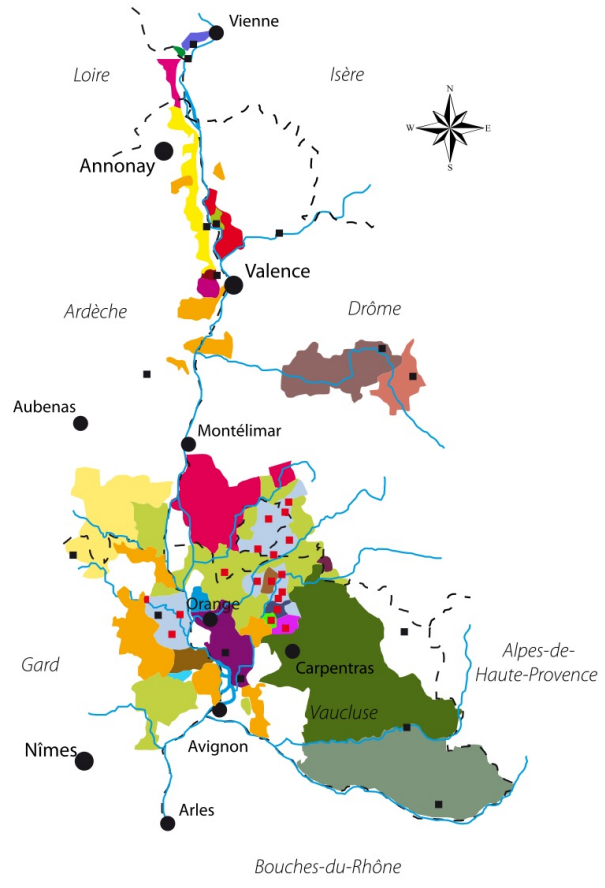 Vienne
Loire
Isère
N
W
E
S
Annonay
Valence
Ardèche
Drôme
Aubenas
Montélimar
Orange
Gard
Carpentras
Alpes-de-
Haute-Provence
Vaucluse
Avignon
Nîmes
Arles
Bouches-du-Rhône